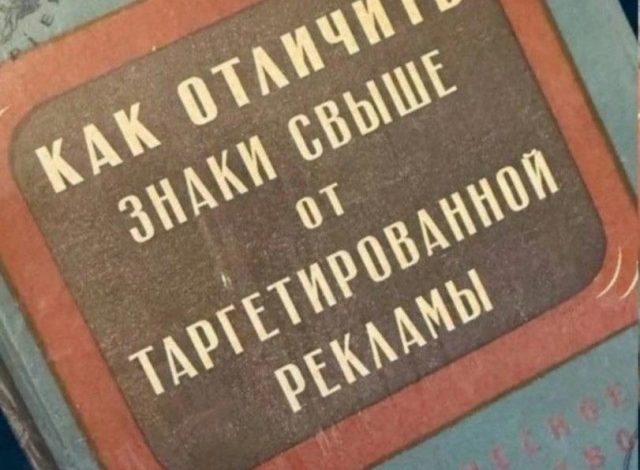 КАК ОТЛИЧИТЬ
ЗНАКИ СВЫШЕ
ОТ
ТАРГЕТИРОВАННОЙ
РЕКЛАМЫ